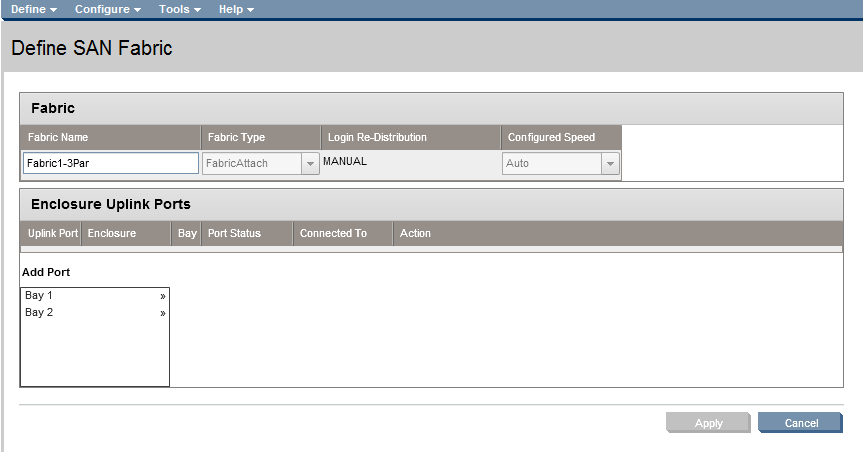 Define Configure Tools Help
Define SAN Fabric
Fabric
Fabric Name Fabric Type Login Re-Distribution Configured Speed
Fabric1-3Par FabricAttach MANUAL Auto
Enclosure Uplink Ports
Uplink Port Enclosure Bay Port Status Connected To Action
Add Port
Bay 1 »
Bay 2 »
Apply Cancel